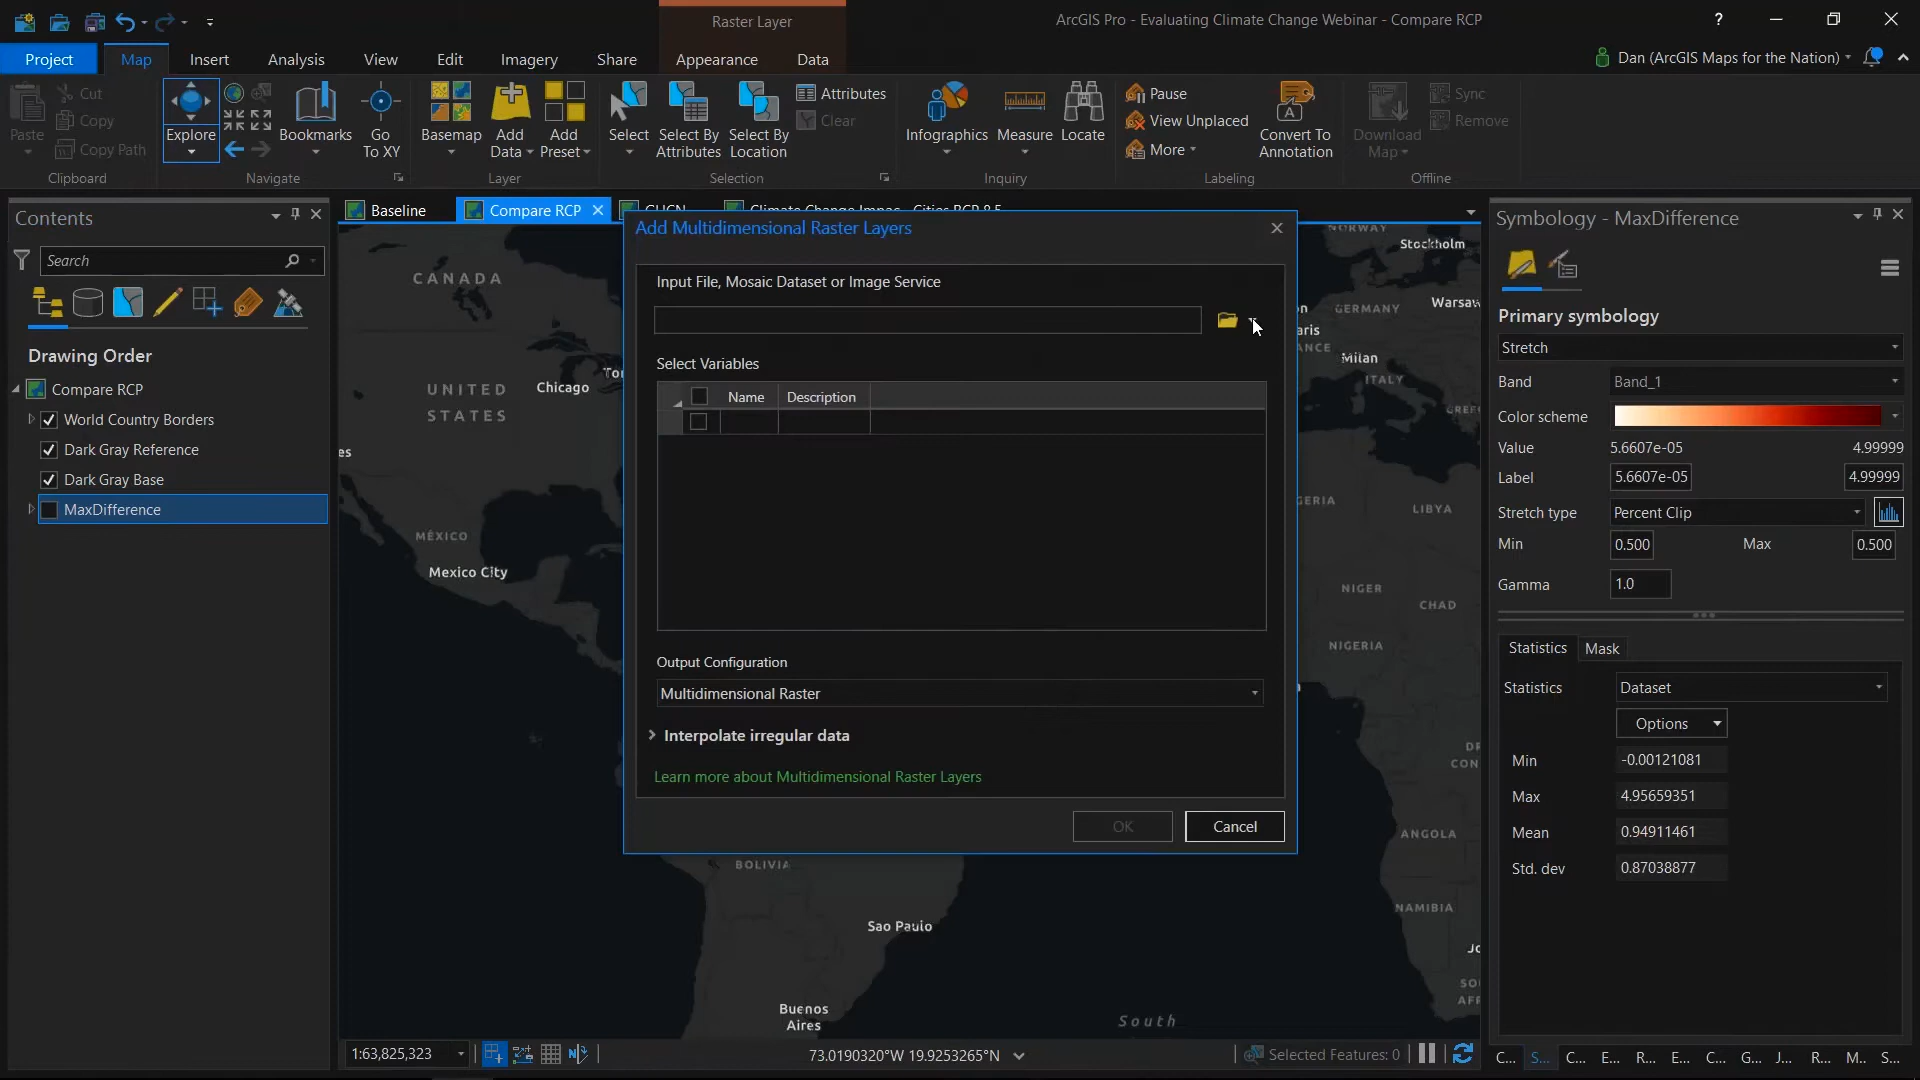 Raster Layer
ArcGIS Pro - Evaluating Climate Change Webinar - Compare RCP
?
Project Map Insert Analysis View Edit Imagery Share Appearance Data
Dan (ArcGIS Maps for the Nation)
Paste
Cut
Copy
Copy Path
Clipboard
Explore
Bookmarks
Go To XY
Navigate
Basemap
Add Data
Add Preset
Layer
Select
Select By Attributes
Select By Location
Attributes
Clear
Selection
Infographics
Measure
Locate
Inquiry
Pause
View Unplaced
More
Convert To Annotation
Labeling
Download Map
Sync
Remove
Offline
Contents
Search
Drawing Order
Compare RCP
World Country Borders
Dark Gray Reference
Dark Gray Base
MaxDifference
Baseline
Compare RCP
GHCN
Climate Change Impac... Cities RCP 8.5
CANADA
UNITED STATES
Chicago
MÉXICO
Mexico City
BOLIVIA
Sao Paulo
Buenos Aires
South
NORWAY
Stockholm
GERMANY
Milan
ITALY
LIBYA
NIGER
CHAD
NIGERIA
ANGOLA
NAMIBIA
Add Multidimensional Raster Layers
Input File, Mosaic Dataset or Image Service
Select Variables
Name Description
Output Configuration
Multidimensional Raster
Interpolate irregular data
Learn more about Multidimensional Raster Layers
OK
Cancel
1:63,825,323
73.0190320°W 19.9253265°N
Selected Features: 0
Symbology - MaxDifference
Primary symbology
Stretch
Band Band_1
Color scheme
Value 5.6607e-05 4.99999
Label 5.6607e-05 4.99999
Stretch type Percent Clip
Min 0.500 Max 0.500
Gamma 1.0
Statistics Mask
Statistics Dataset
Options
Min -0.00121081
Max 4.95659351
Mean 0.94911461
Std. dev 0.87038877
C... S... C... E... R... E... C... G... J... R... M... S...